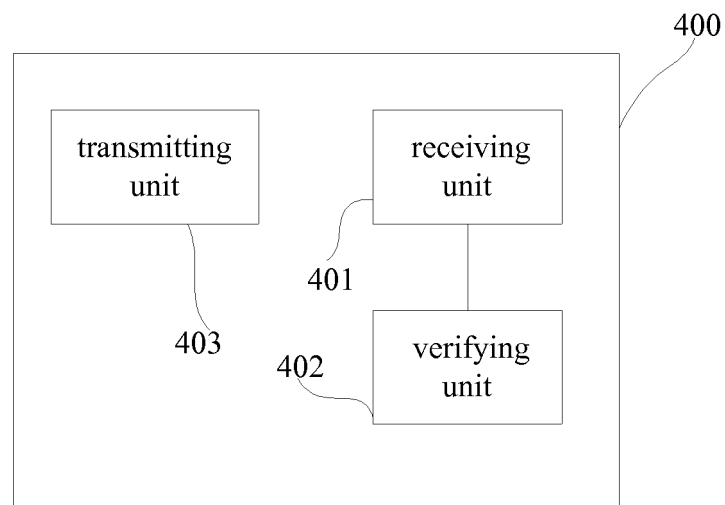 400
transmitting
unit
receiving
unit
401
403
verifying
unit
402